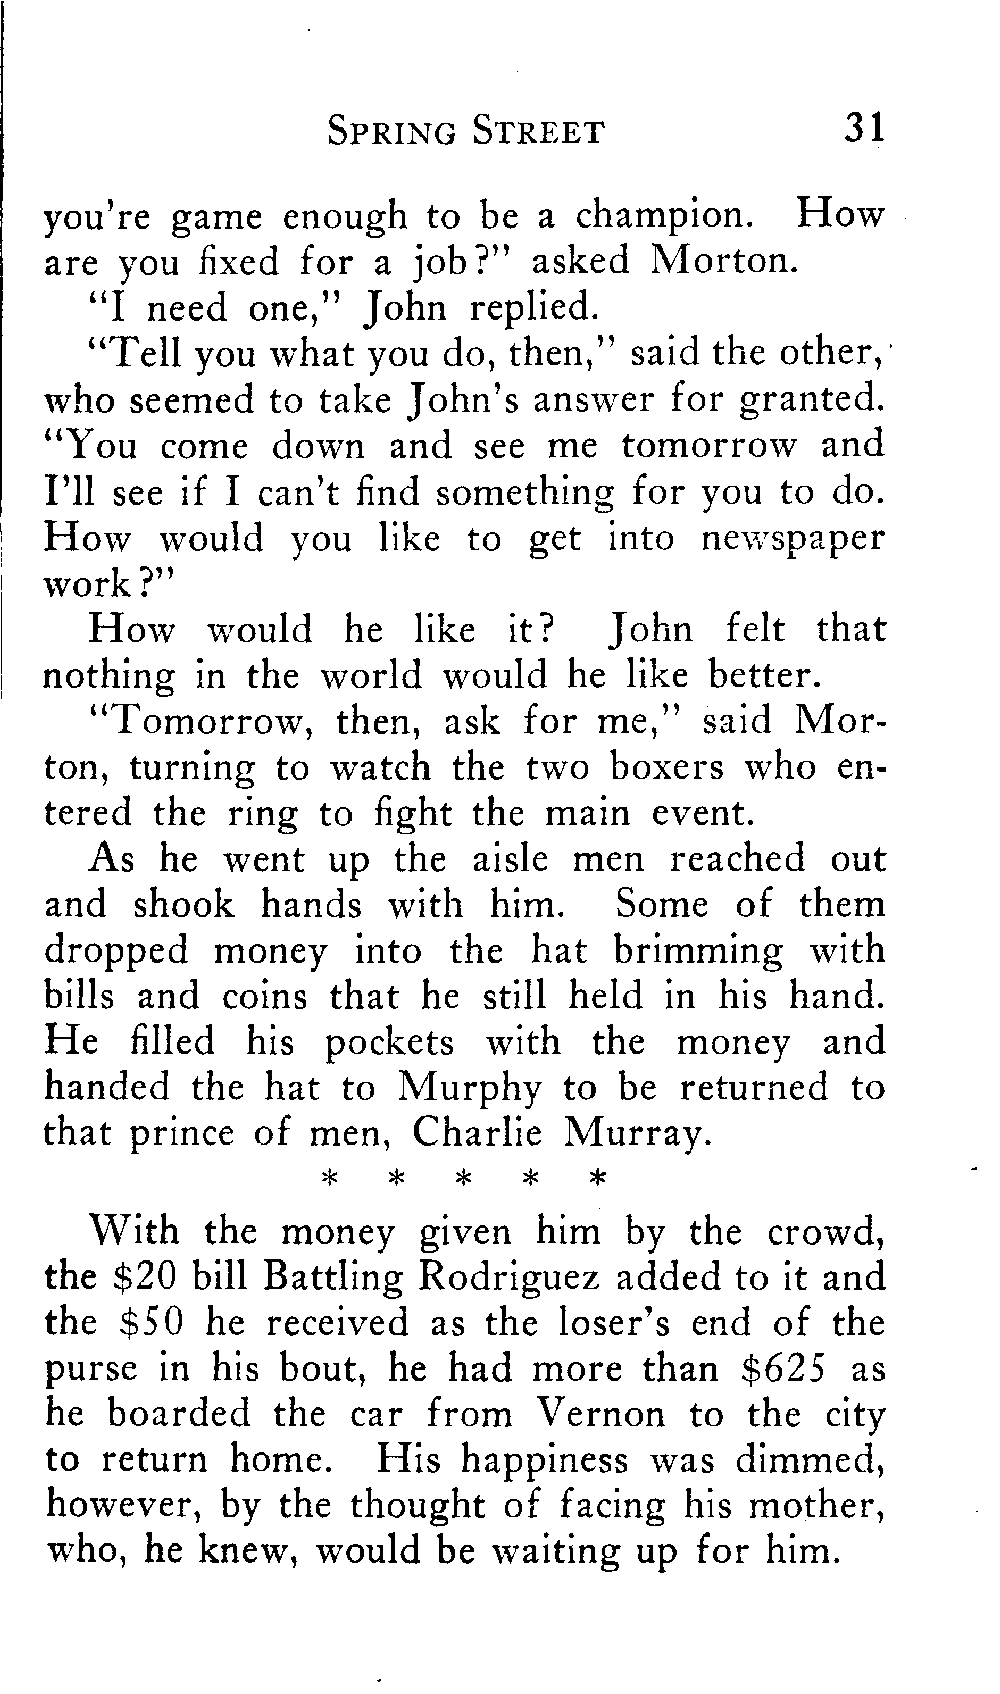 SPRING STREET 31
you're game enough to be a champion. How
are you fixed for a job?" asked Morton.
"I need one," John replied.
"Tell you what you do, then," said the other,
who seemed to take John's answer for granted.
"You come down and see me tomorrow and
I'll see if I can't find something for you to do.
How would you like to get into newspaper
work?"
How would he like it? John felt that
nothing in the world would he like better.
"Tomorrow, then, ask for me," said Mor-
ton, turning to watch the two boxers who en-
tered the ring to fight the main event.
As he went up the aisle men reached out
and shook hands with him. Some of them
dropped money into the hat brimming with
bills and coins that he still held in his hand.
He filled his pockets with the money and
handed the hat to Murphy to be returned to
that prince of men, Charlie Murray.
* * * * *
With the money given him by the crowd,
the $20 bill Battling Rodriguez added to it and
the $50 he received as the loser's end of the
purse in his bout, he had more than $625 as
he boarded the car from Vernon to the city
to return home. His happiness was dimmed,
however, by the thought of facing his mother,
who, he knew, would be waiting up for him.